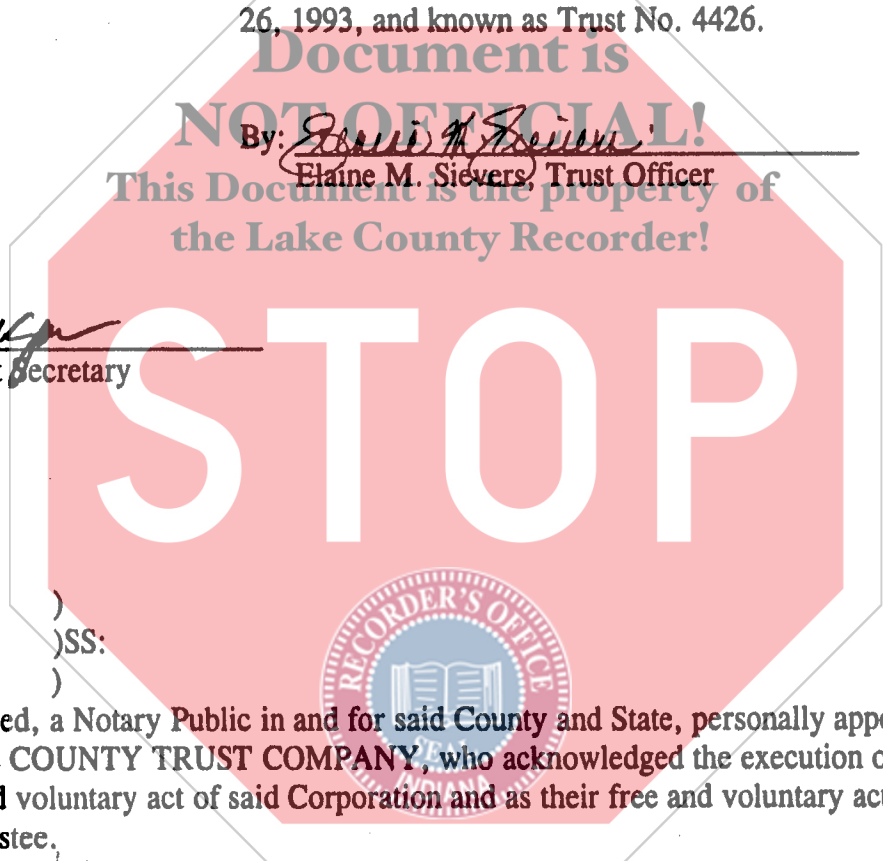 26, 1993, and known as Trust No. 4426.
Document is
NOT OFFICIAL!
By:
Elaine M. Sievers, Trust Officer
This Document is the property of
the Lake County Recorder!
Secretary
STOP
)
)SS:
)
RECORDER'S OFFICE
SEAL
INDIANA
ed, a Notary Public in and for said County and State, personally appe
COUNTY TRUST COMPANY, who acknowledged the execution o
d voluntary act of said Corporation and as their free and voluntary act
stee.